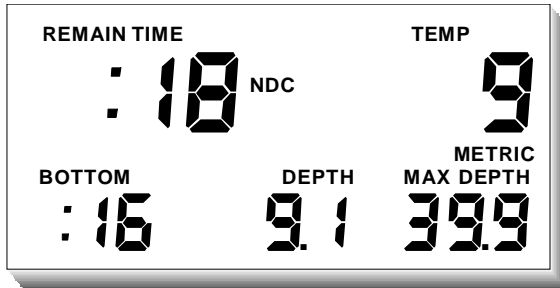 REMAIN TIME TEMP
:18 NDC 9
METRIC
BOTTOM DEPTH MAX DEPTH
:16 9.1 39.9